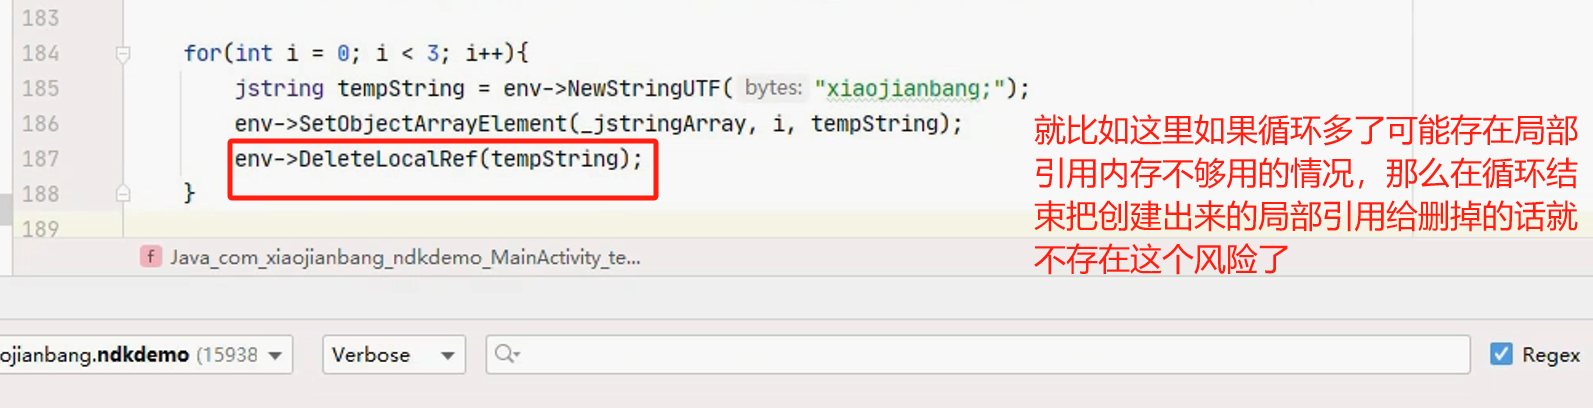 183
184 for(int i = 0; i < 3; i++){
185 jstring tempString = env->NewStringUTF( bytes: "xiaojianbang;");
186 env->SetObjectArrayElement(_jstringArray, i, tempString);
187 env->DeleteLocalRef(tempString);
188 }
189
就比如这里如果循环多了可能存在局部
引用内存不够用的情况，那么在循环结
束把创建出来的局部引用给删掉的话就
不存在这个风险了
f Java_com_xiaojianbang_ndkdemo_MainActivity_te...
ojianbang.ndkdemo (15938 Verbose Regex